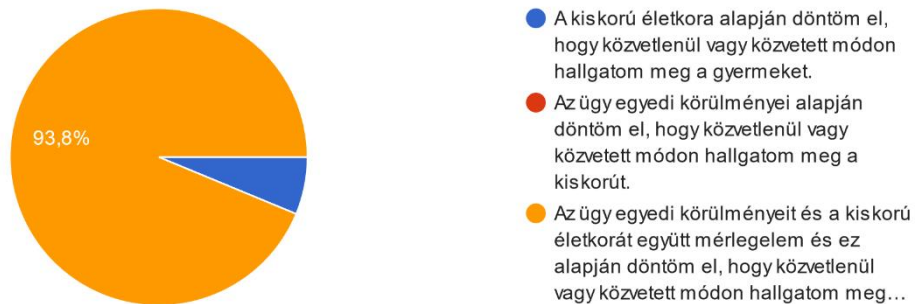 93,8%
A kiskorú életkora alapján döntöm el,
hogy közvetlenül vagy közvetett módon
hallgatom meg a gyermeket.
Az ügy egyedi körülményei alapján
döntöm el, hogy közvetlenül vagy
közvetett módon hallgatom meg a
kiskorút.
Az ügy egyedi körülményeit és a kiskorú
életkorát együtt mérlegelem és ez
alapján döntöm el, hogy közvetlenül
vagy közvetett módon hallgatom meg…